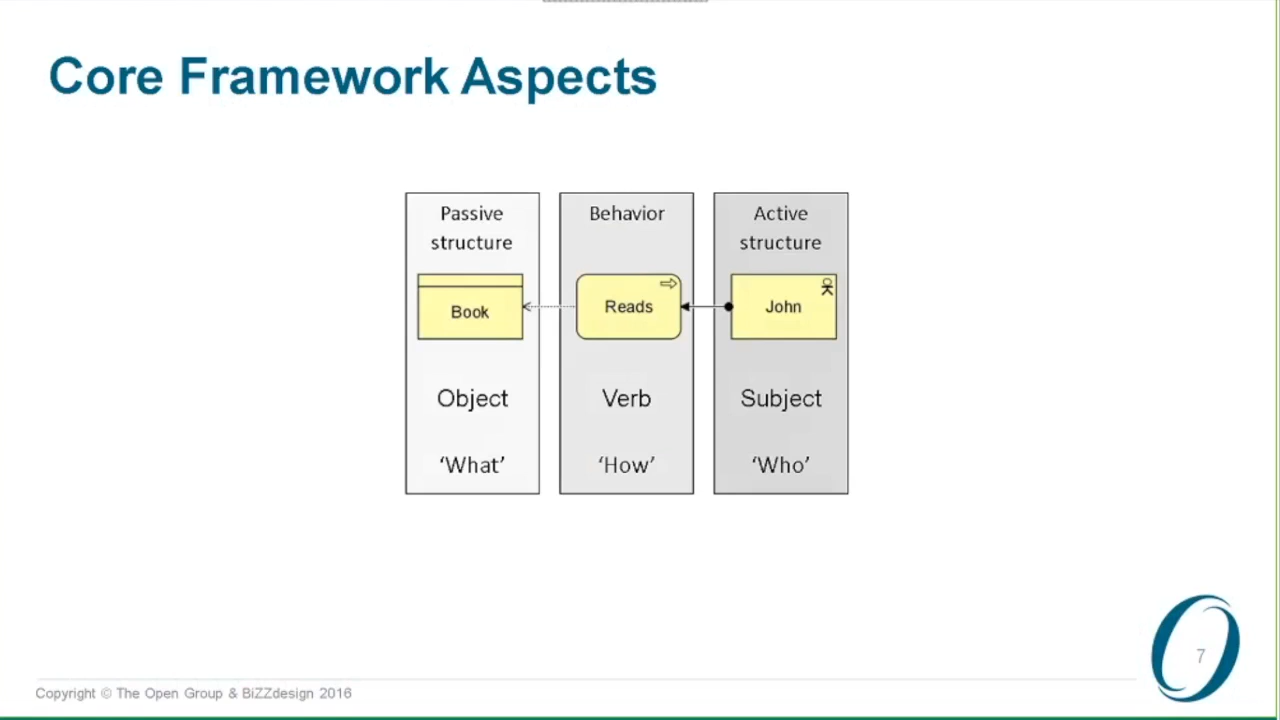 Core Framework Aspects
Passive
structure
Book
Object
‘What’
Behavior
Reads
Verb
‘How’
Active
structure
John
Subject
‘Who’
7
Copyright © The Open Group & BiZZdesign 2016